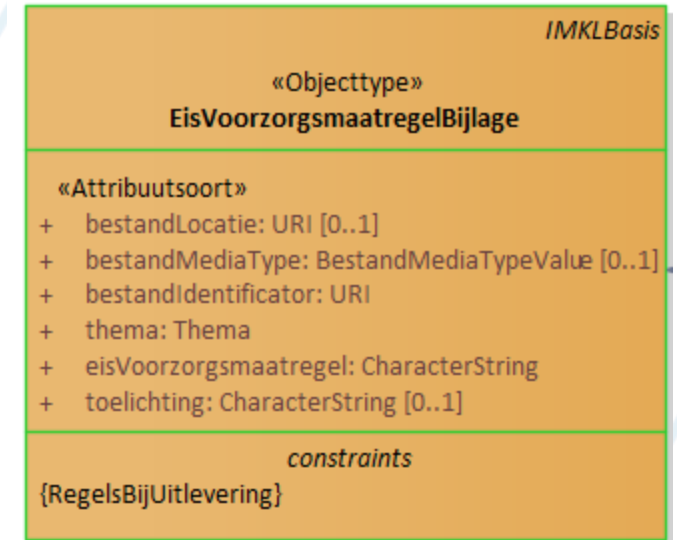 IMKLBasis
«Objecttype»
EisVoorzorgsmaatregelBijlage
«Attribuutsoort»
+ bestandLocatie: URI [0..1]
+ bestandMediaType: BestandMediaTypeValue [0..1]
+ bestandIdentificator: URI
+ thema: Thema
+ eisVoorzorgsmaatregel: CharacterString
+ toelichting: CharacterString [0..1]
constraints
{RegelsBijUitlevering}